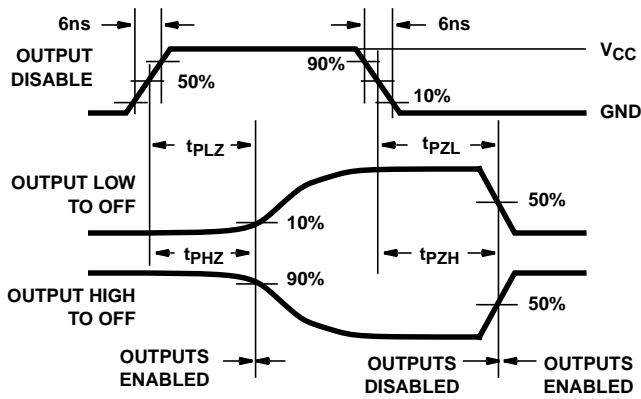 6ns
6ns
OUTPUT
DISABLE
50%
90%
10%
VCC
GND
tPLZ
tPZL
OUTPUT LOW
TO OFF
10%
50%
tPHZ
tPZH
OUTPUT HIGH
TO OFF
90%
50%
OUTPUTS
ENABLED
OUTPUTS
DISABLED
OUTPUTS
ENABLED